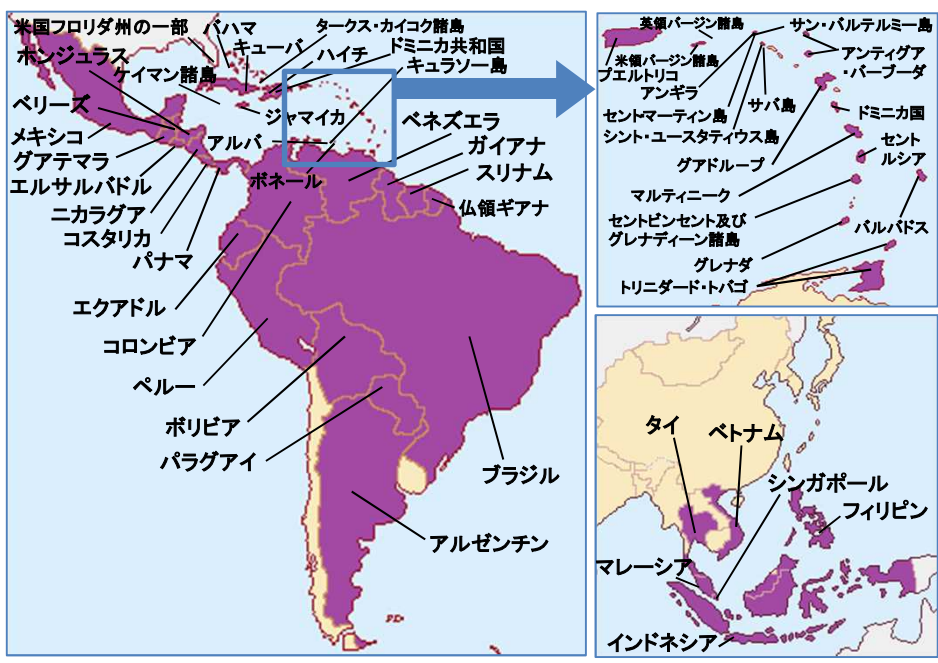 米国フロリダ州の一部
バハマ
タークス・カイコク諸島
ホンジュラス
キューバ
ハイチ
ドミニカ共和国
ケイマン諸島
キュラソー島
ベリーズ
ジャマイカ
メキシコ
アルバ
ベネズエラ
グアテマラ
ガイアナ
エルサルバドル
ボネール
スリナム
ニカラグア
仏領ギアナ
コスタリカ
パナマ
エクアドル
コロンビア
ペルー
ボリビア
パラグアイ
ブラジル
アルゼンチン
英領バージン諸島
サン・バルテルミー島
米領バージン諸島
アンティグア
・バーブーダ
プエルトリコ
アンギラ
サバ島
セントマーティン島
ドミニカ国
シント・ユースタティウス島
セント
ルシア
グアドループ
マルティニーク
セントビンセント及び
グレナディーン諸島
バルバドス
グレナダ
トリニダード・トバゴ
タイ
ベトナム
シンガポール
フィリピン
マレーシア
インドネシア